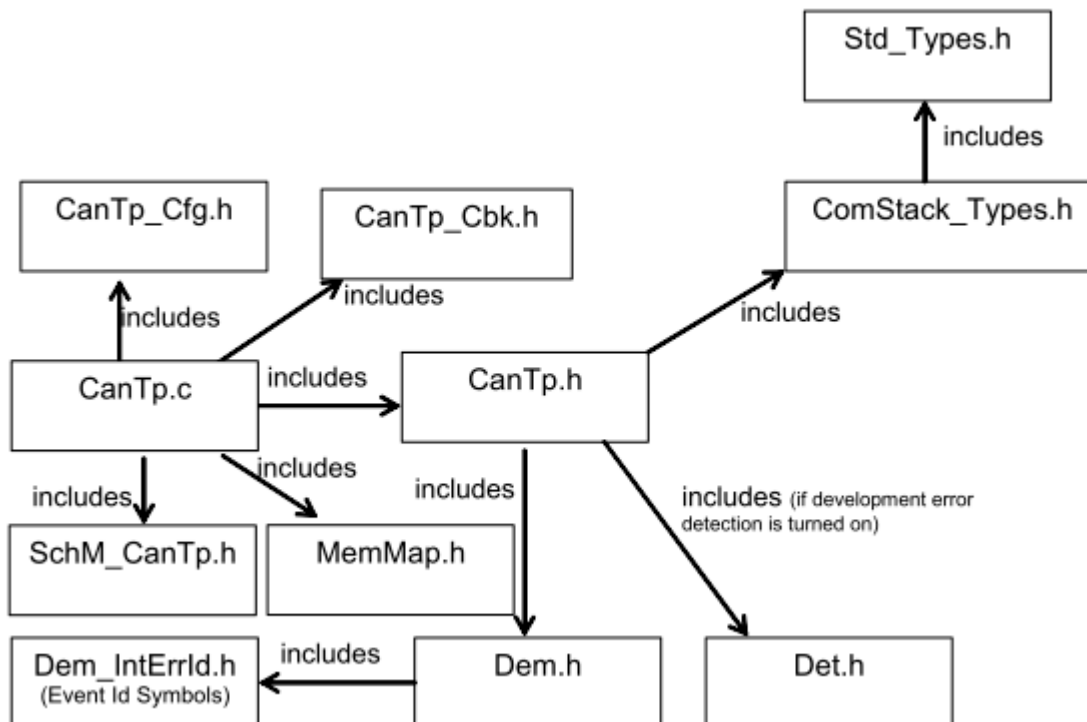 Std_Types.h
includes
CanTp_Cfg.h
CanTp_Cbk.h
ComStack_Types.h
includes
includes
includes
CanTp.c
includes
CanTp.h
includes
includes
includes
includes (if development error
detection is turned on)
SchM_CanTp.h
MemMap.h
Dem_IntErrId.h
(Event Id Symbols)
includes
Dem.h
Det.h